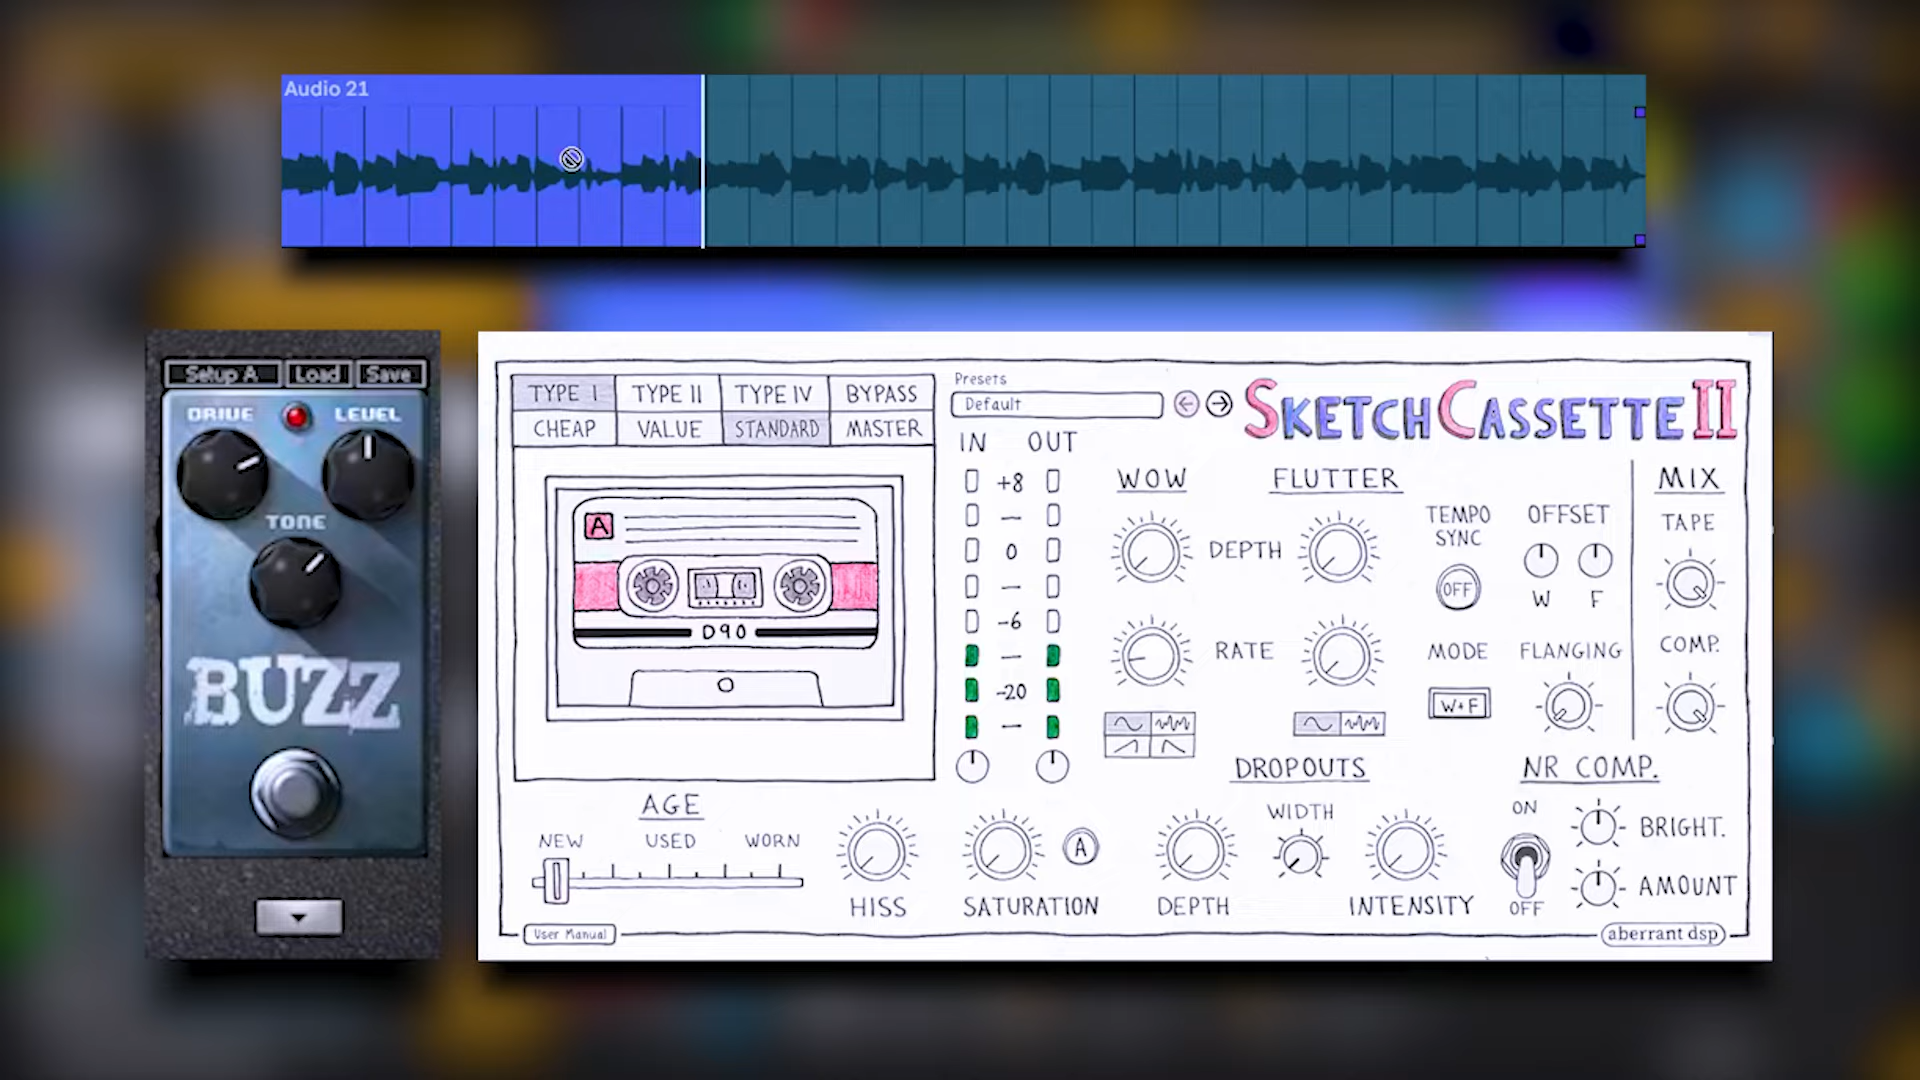 Audio 21
Setup A Load Save
DRIVE LEVEL
TONE
BUZZ
TYPE I TYPE II TYPE IV BYPASS
CHEAP VALUE STANDARD MASTER
A
D90
Presets
Default
SKETCHCASSETTE II
IN OUT
+8
0
-6
-20
WOW FLUTTER
DEPTH
RATE
TEMPO
SYNC
OFF
MODE
W+F
OFFSET
W F
FLANGING
MIX
TAPE
COMP.
AGE
NEW USED WORN
HISS
SATURATION
A
DROPOUTS
DEPTH
WIDTH
INTENSITY
NR COMP.
ON
OFF
BRIGHT.
AMOUNT
User Manual
aberrant dsp